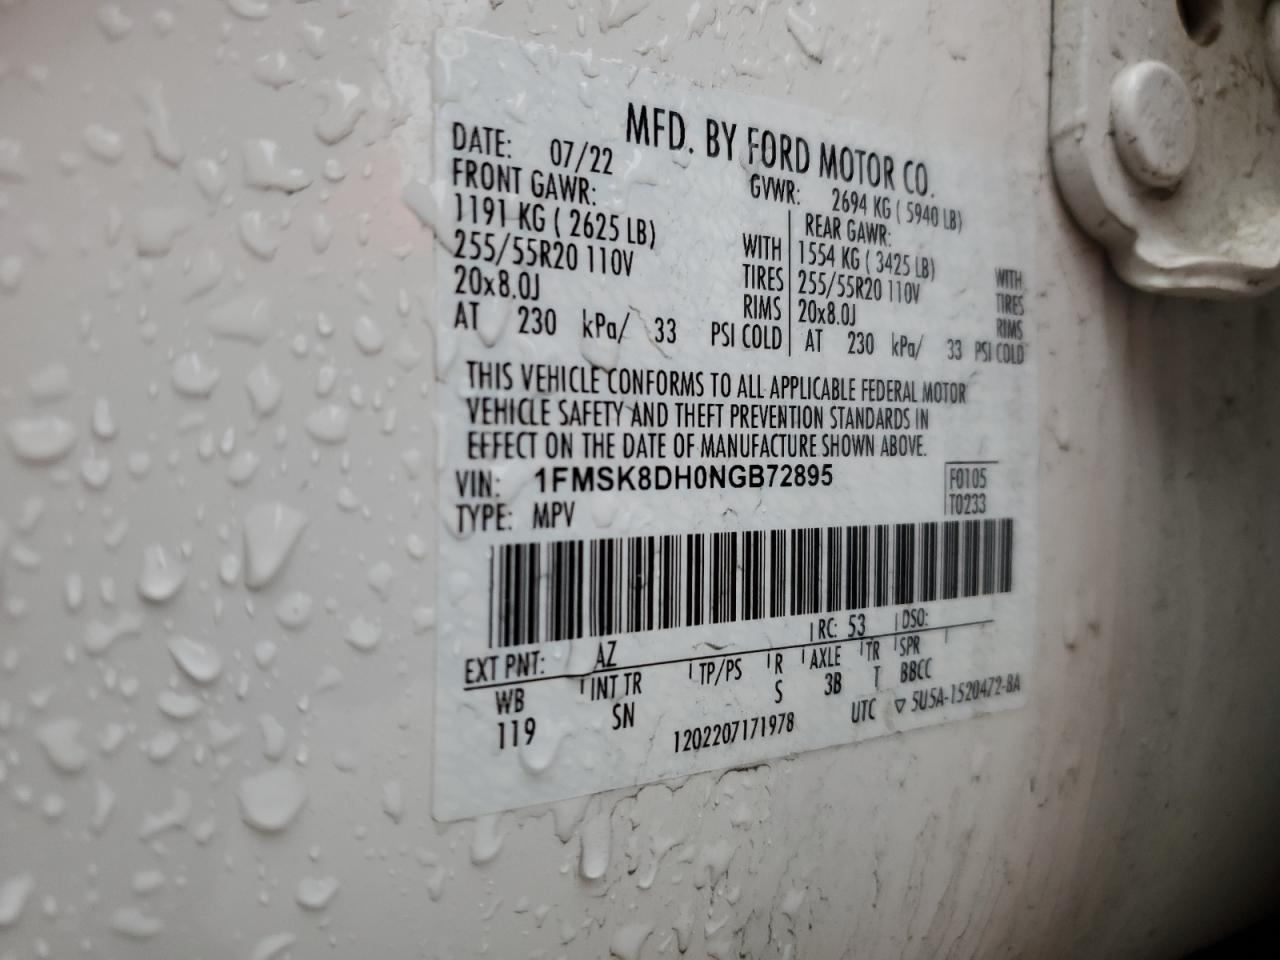 MFD. BY FORD MOTOR CO.
DATE: 07/22
GVWR: 2694 KG ( 5940 LB)
FRONT GAWR:
1191 KG ( 2625 LB) WITH
255/55R20 110V TIRES
20x8.0J RIMS
AT 230 kPa/ 33 PSI COLD
REAR GAWR:
1554 KG ( 3425 LB) WITH
255/55R20 110V TIRES
20x8.0J RIMS
AT 230 kPa/ 33 PSI COLD
THIS VEHICLE CONFORMS TO ALL APPLICABLE FEDERAL MOTOR
VEHICLE SAFETY AND THEFT PREVENTION STANDARDS IN
EFFECT ON THE DATE OF MANUFACTURE SHOWN ABOVE.
VIN: 1FMSK8DH0NGB72895
TYPE: MPV
F0105
T0233
EXT PNT: AZ RC: 53 DSO:
WB INT TR TP/PS R AXLE TR SPR
119 SN S 3B T BBCC
1202207171978 UTC ▽ 5U5A-1520472-BA